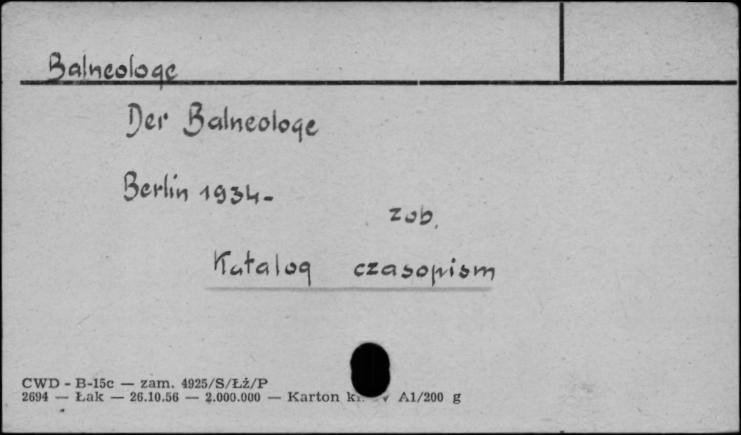 Balneologe
Der Balneologe
Berlin 1934-
zob.
Katalog czasopism
CWD - B-15c — zam. 4925/S/Łź/P
2694 — Łak — 26.10.56 — 2.000.000 — Karton A1/200 g